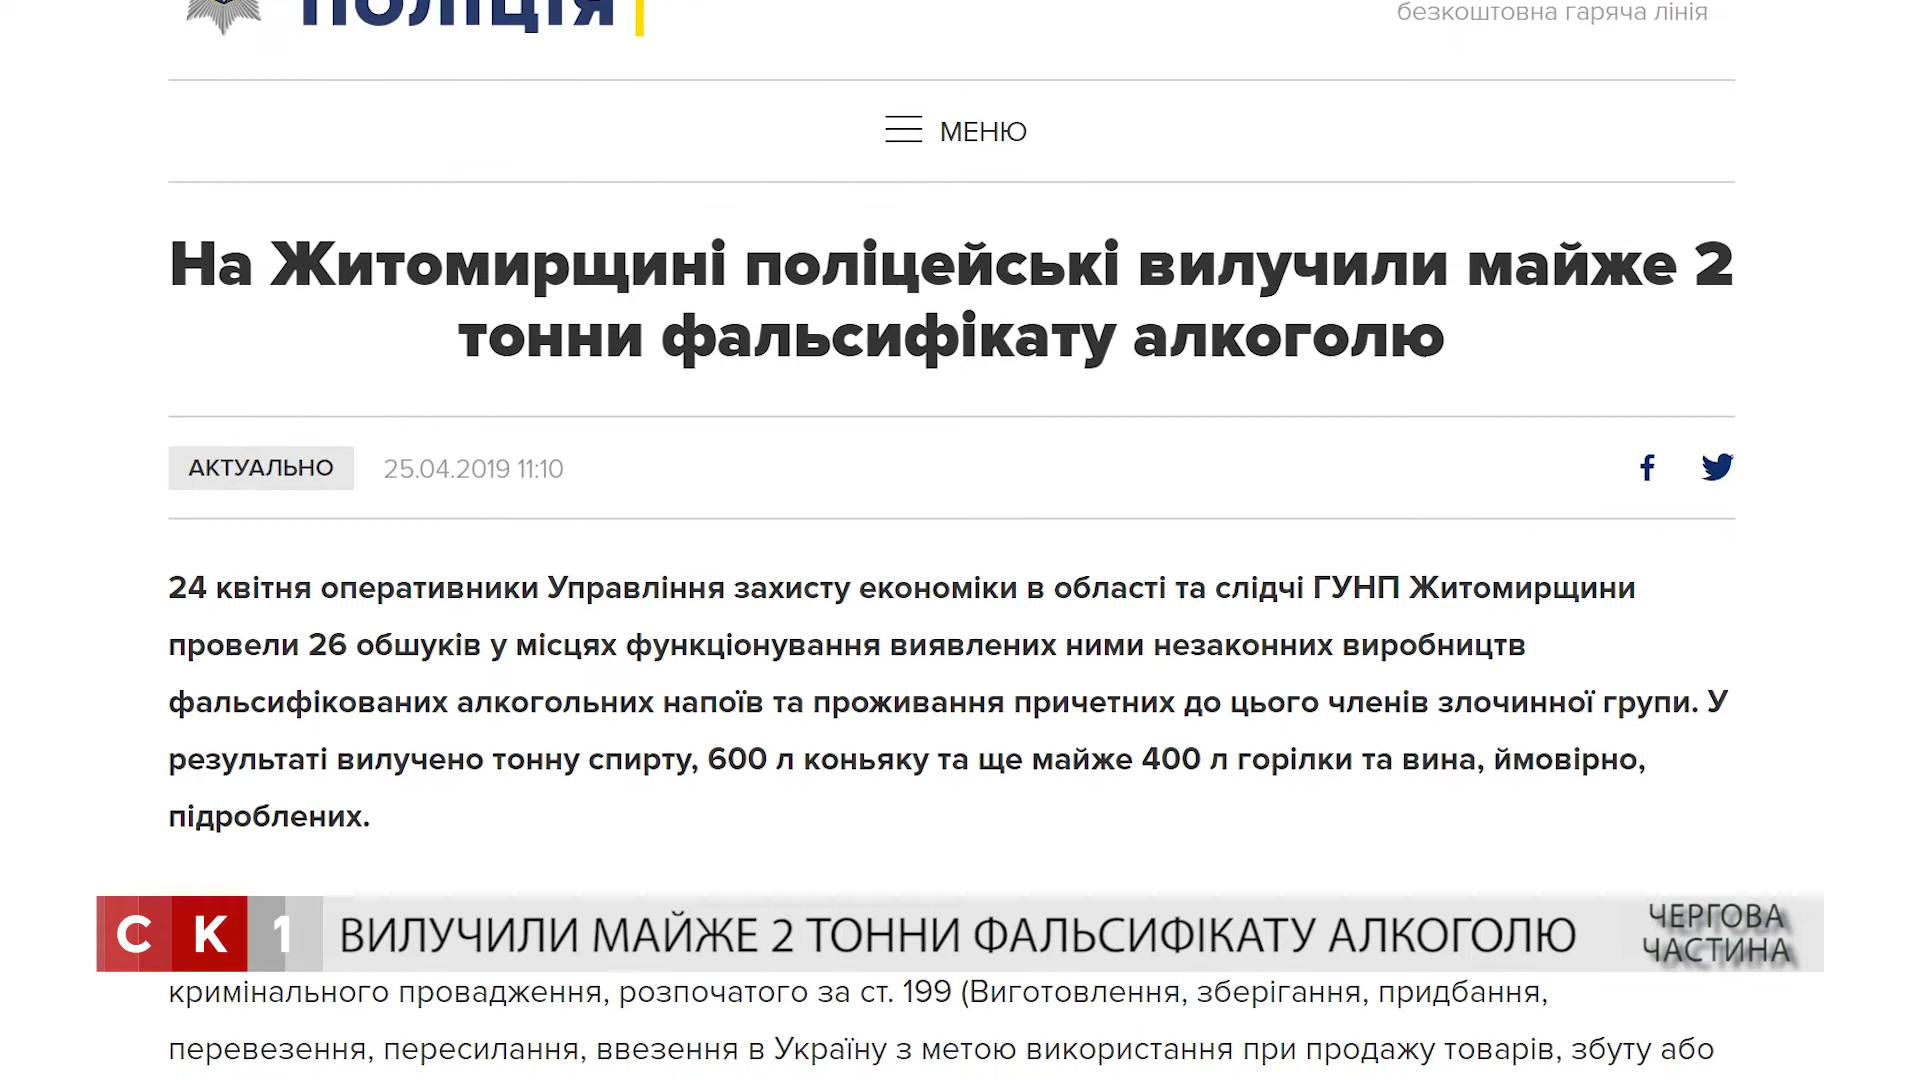 ПОЛІЦІЯ
безкоштовна гаряча лінія
МЕНЮ
На Житомирщині поліцейські вилучили майже 2
тонни фальсифікату алкоголю
АКТУАЛЬНО 25.04.2019 11:10
24 квітня оперативники Управління захисту економіки в області та слідчі ГУНП Житомирщини
провели 26 обшуків у місцях функціонування виявлених ними незаконних виробництв
фальсифікованих алкогольних напоїв та проживання причетних до цього членів злочинної групи. У
результаті вилучено тонну спирту, 600 л коньяку та ще майже 400 л горілки та вина, ймовірно,
підроблених.
СК1 ВИЛУЧИЛИ МАЙЖЕ 2 ТОННИ ФАЛЬСИФІКАТУ АЛКОГОЛЮ
ЧЕРГОВА
ЧАСТИНА
кримінального провадження, розпочатого за ст. 199 (Виготовлення, зберігання, придбання,
перевезення, пересилання, ввезення в Україну з метою використання при продажу товарів, збуту або